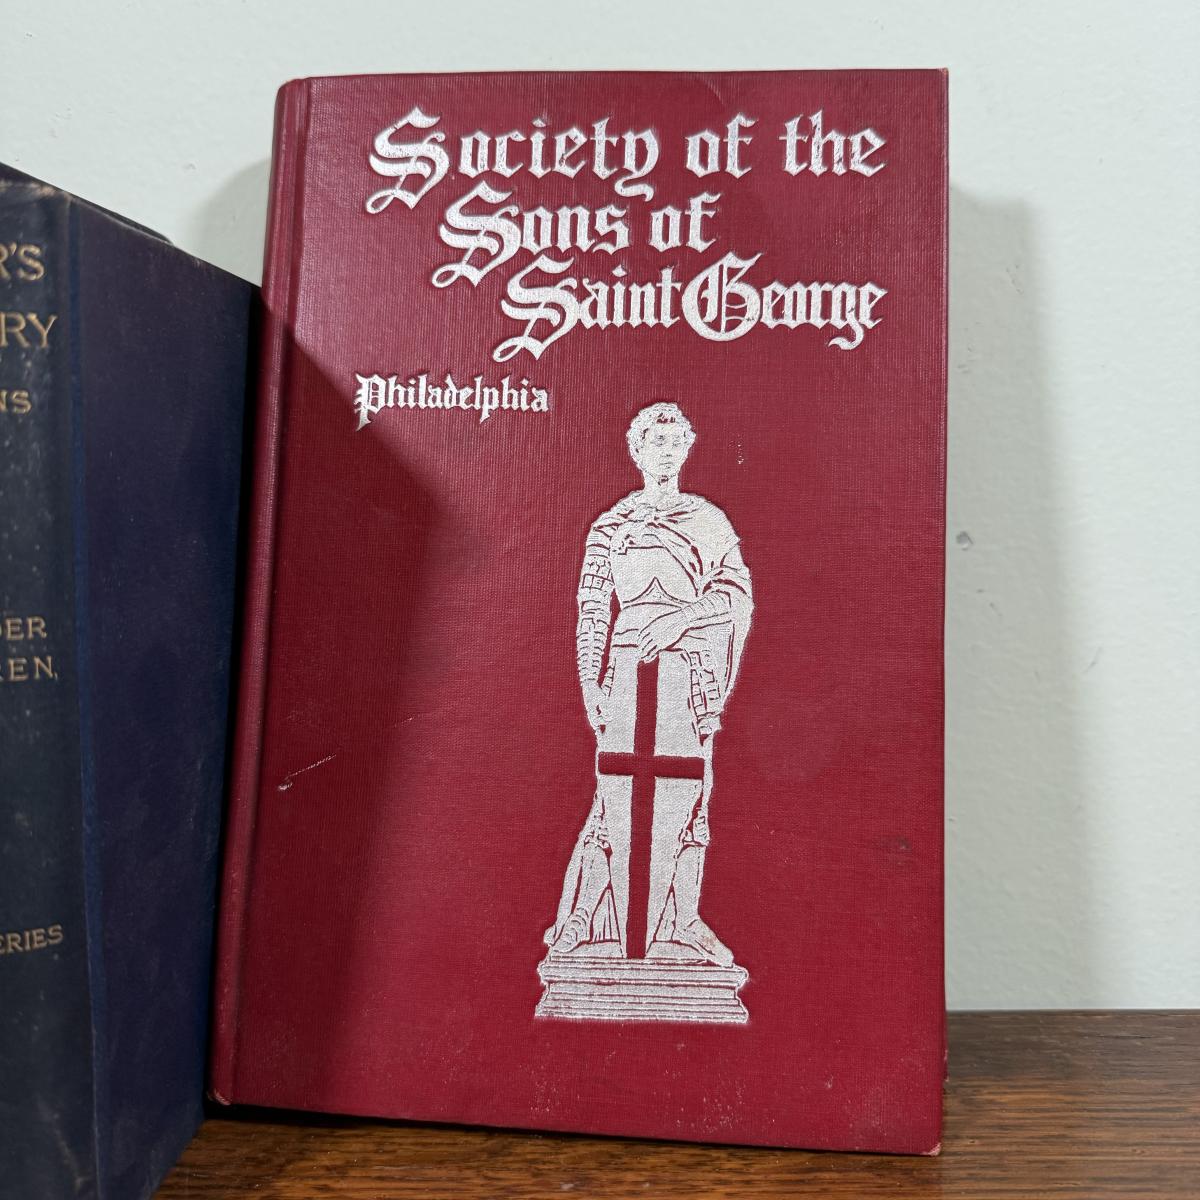 Society of the
Sons of
Saint George
Philadelphia
R'S
RY
NS
DER
REN,
ERIES